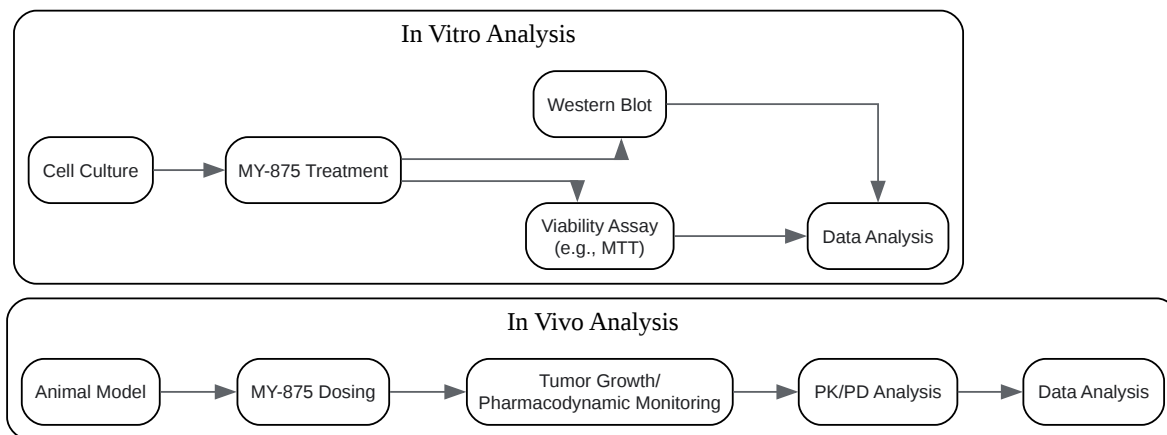 In Vitro Analysis
Western Blot
Cell Culture
MY-875 Treatment
Viability Assay
(e.g., MTT)
Data Analysis
In Vivo Analysis
Animal Model
MY-875 Dosing
Tumor Growth/
Pharmacodynamic Monitoring
PK/PD Analysis
Data Analysis